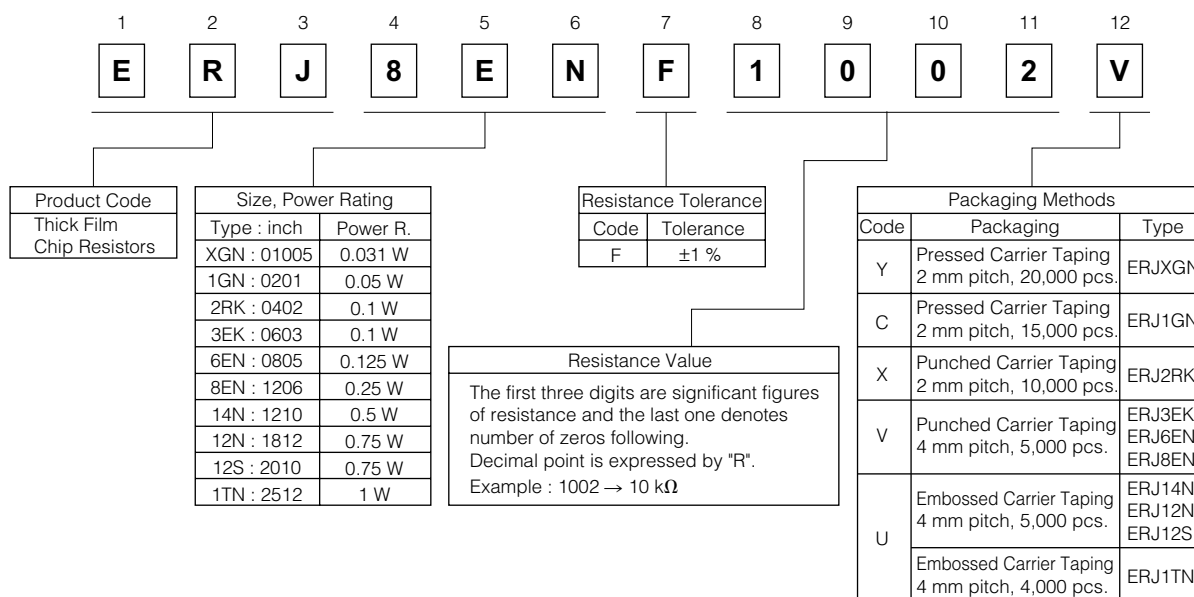 1 2 3 4 5 6 7 8 9 10 11 12
E R J 8 E N F 1 0 0 2 V
Product Code
Thick Film
Chip Resistors
Size, Power Rating
Type : inch Power R.
XGN : 01005 0.031 W
1GN : 0201 0.05 W
2RK : 0402 0.1 W
3EK : 0603 0.1 W
6EN : 0805 0.125 W
8EN : 1206 0.25 W
14N : 1210 0.5 W
12N : 1812 0.75 W
12S : 2010 0.75 W
1TN : 2512 1 W
Resistance Tolerance
Code Tolerance
F ±1 %
Resistance Value
The first three digits are significant figures
of resistance and the last one denotes
number of zeros following.
Decimal point is expressed by "R".
Example : 1002 → 10 kΩ
Packaging Methods
Code Packaging Type
Y Pressed Carrier Taping
2 mm pitch, 20,000 pcs. ERJXGN
C Pressed Carrier Taping
2 mm pitch, 15,000 pcs. ERJ1GN
X Punched Carrier Taping
2 mm pitch, 10,000 pcs. ERJ2RK
V Punched Carrier Taping
4 mm pitch, 5,000 pcs.
ERJ3EK
ERJ6EN
ERJ8EN
U Embossed Carrier Taping
4 mm pitch, 5,000 pcs.
ERJ14N
ERJ12N
ERJ12S
Embossed Carrier Taping
4 mm pitch, 4,000 pcs. ERJ1TN